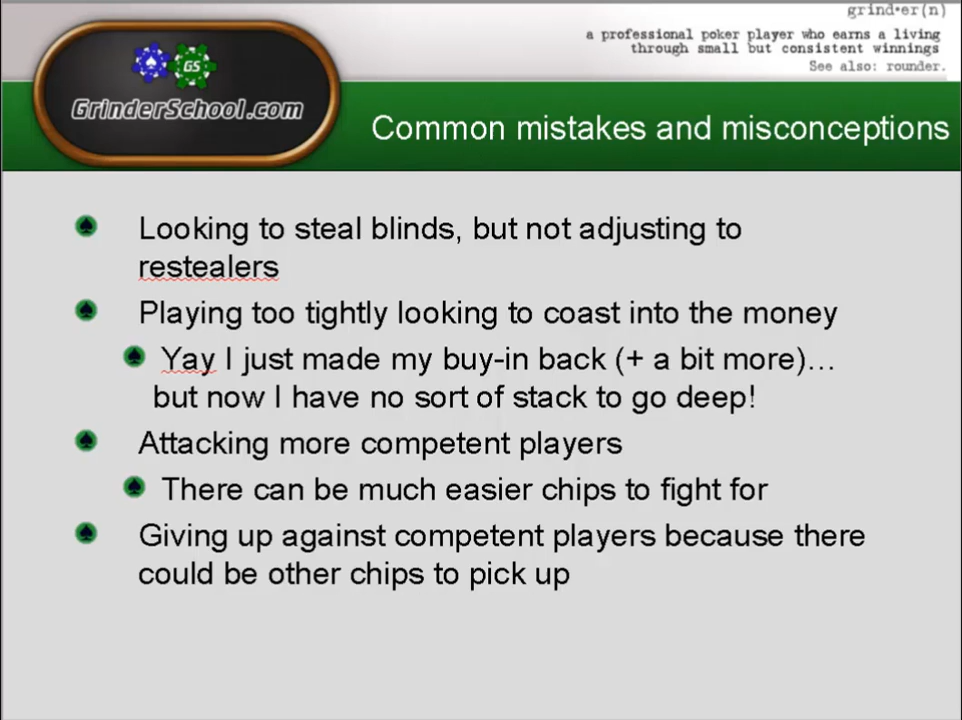 grind•er(n)
a professional poker player who earns a living
through small but consistent winnings
See also: rounder.
GS
GrinderSchool.com
Common mistakes and misconceptions
Looking to steal blinds, but not adjusting to
restealers
Playing too tightly looking to coast into the money
Yay I just made my buy-in back (+ a bit more)...
but now I have no sort of stack to go deep!
Attacking more competent players
There can be much easier chips to fight for
Giving up against competent players because there
could be other chips to pick up